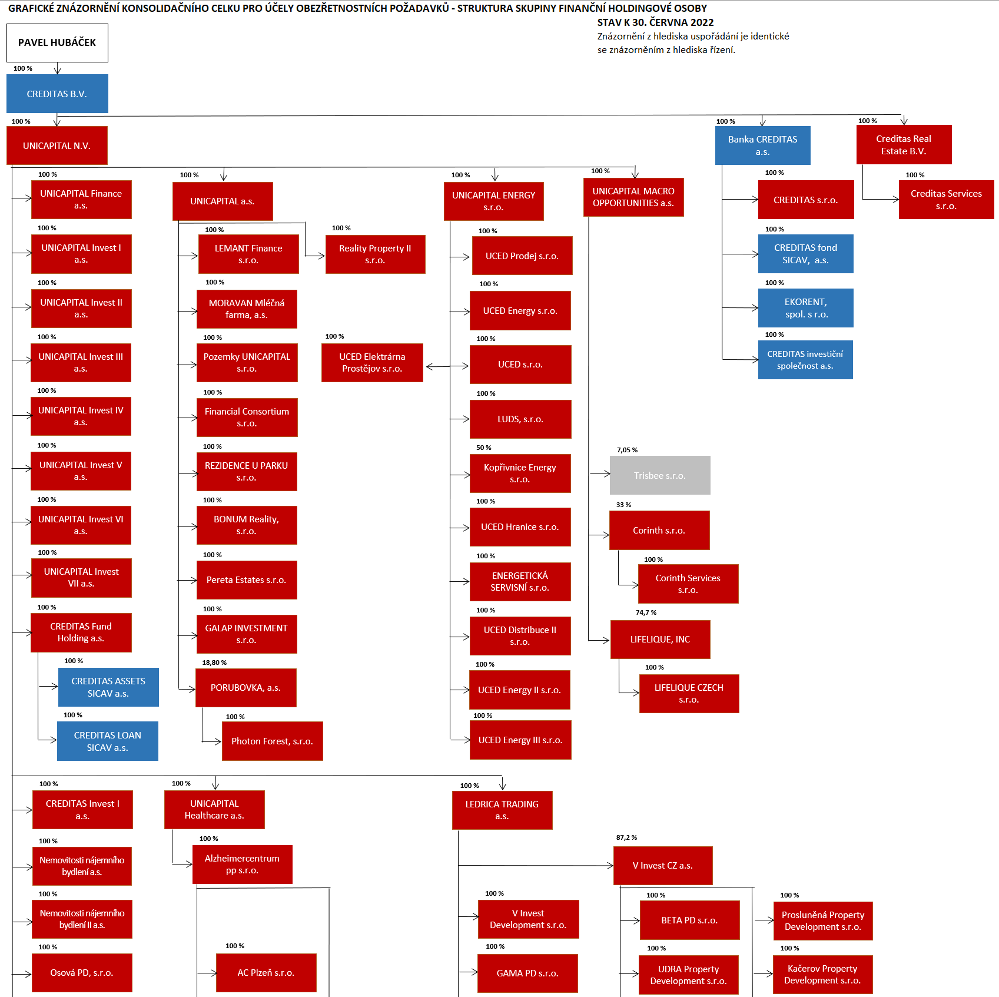 GRAFICKÉ ZNÁZORNĚNÍ KONSOLIDAČNÍHO CELKU PRO ÚČELY OBEZŘETNOSTNÍCH POŽADAVKŮ - STRUKTURA SKUPINY FINANČNÍ HOLDINGOVÉ OSOBY
STAV K 30. ČERVNA 2022
Znázornění z hlediska uspořádání je identické
se znázorněním z hlediska řízení.
PAVEL HUBÁČEK
100 %
CREDITAS B.V.
100 %
UNICAPITAL N.V.
100 %
Banka CREDITAS
a.s.
100 %
Creditas Real
Estate B.V.
100 %
UNICAPITAL Finance
a.s.
100 %
UNICAPITAL Invest I
a.s.
100 %
UNICAPITAL Invest II
a.s.
100 %
UNICAPITAL Invest III
a.s.
100 %
UNICAPITAL Invest IV
a.s.
100 %
UNICAPITAL Invest V
a.s.
100 %
UNICAPITAL Invest VI
a.s.
100 %
UNICAPITAL Invest
VII a.s.
100 %
CREDITAS Fund
Holding a.s.
100 %
CREDITAS ASSETS
SICAV a.s.
100 %
CREDITAS LOAN
SICAV a.s.
100 %
UNICAPITAL a.s.
100 %
LEMANT Finance
s.r.o.
100 %
Reality Property II
s.r.o.
100 %
MORAVAN Mléčná
farma, a.s.
100 %
Pozemky UNICAPITAL
s.r.o.
100 %
Financial Consortium
s.r.o.
100 %
REZIDENCE U PARKU
s.r.o.
100 %
BONUM Reality,
s.r.o.
100 %
Pereta Estates s.r.o.
100 %
GALAP INVESTMENT
s.r.o.
18,80 %
PORUBOVKA, a.s.
100 %
Photon Forest, s.r.o.
100 %
UNICAPITAL ENERGY
s.r.o.
100 %
UCED Prodej s.r.o.
100 %
UCED Energy s.r.o.
100 %
UCED Elektrárna
Prostějov s.r.o.
100 %
UCED s.r.o.
100 %
LUDS, s.r.o.
50 %
Kopřivnice Energy
s.r.o.
100 %
UCED Hranice s.r.o.
100 %
ENERGETICKÁ
SERVISNÍ s.r.o.
100 %
UCED Distribuce II
s.r.o.
100 %
UCED Energy II s.r.o.
100 %
UCED Energy III s.r.o.
100 %
UNICAPITAL MACRO
OPPORTUNITIES a.s.
7,05 %
Trisbee s.r.o.
33 %
Corinth s.r.o.
100 %
Corinth Services
s.r.o.
74,7 %
LIFELIQUE, INC
100 %
LIFELIQUE CZECH
s.r.o.
100 %
CREDITAS s.r.o.
100 %
CREDITAS fond
SICAV, a.s.
100 %
EKORENT,
spol. s r.o.
100 %
CREDITAS investiční
společnost a.s.
100 %
Creditas Services
s.r.o.
100 %
CREDITAS Invest I
a.s.
100 %
Nemovitosti nájemního
bydlení a.s.
100 %
Nemovitosti nájemního
bydlení II a.s.
100 %
Osová PD, s.r.o.
100 %
UNICAPITAL
Healthcare a.s.
100 %
Alzheimercentrum
pp s.r.o.
100 %
AC Plzeň s.r.o.
100 %
LEDRICA TRADING
a.s.
87,2 %
V Invest CZ a.s.
100 %
V Invest
Development s.r.o.
100 %
GAMA PD s.r.o.
100 %
BETA PD s.r.o.
100 %
UDRA Property
Development s.r.o.
100 %
Prosluněná Property
Development s.r.o.
100 %
Kačerov Property
Development s.r.o.